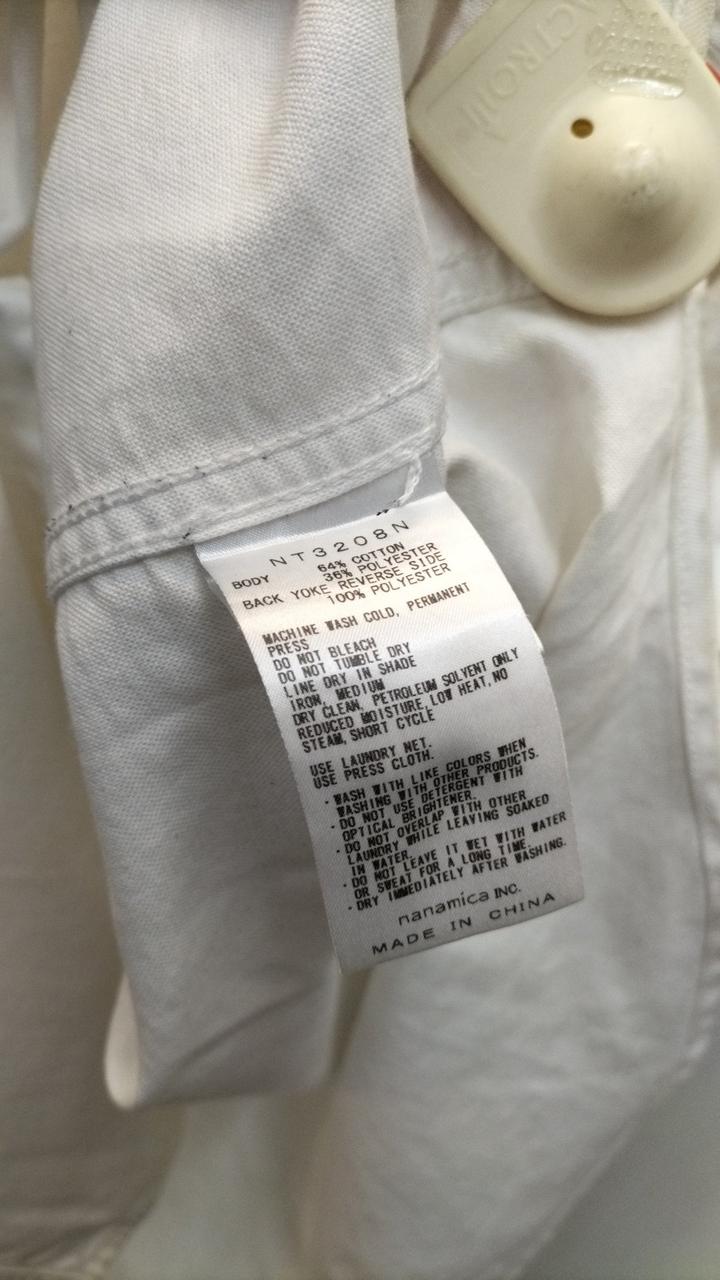 NT3208N
BODY 64% COTTON
36% POLYESTER
BACK YOKE REVERSE SIDE
100% POLYESTER
MACHINE WASH COLD, PERMANENT
PRESS
DO NOT BLEACH
DO NOT TUMBLE DRY
LINE DRY IN SHADE
IRON, MEDIUM
DRY CLEAN, PETROLEUM SOLVENT ONLY
REDUCED MOISTURE, LOW HEAT, NO
STEAM, SHORT CYCLE
USE LAUNDRY NET.
USE PRESS CLOTH.
・WASH WITH LIKE COLORS WHEN
WASHING WITH OTHER PRODUCTS.
・DO NOT USE DETERGENT WITH
OPTICAL BRIGHTENER.
・DO NOT OVERLAP WITH OTHER
LAUNDRY WHILE LEAVING SOAKED
IN WATER.
・DO NOT LEAVE IT WET WITH WATER
OR SWEAT FOR A LONG TIME.
・DRY IMMEDIATELY AFTER WASHING.
nanamica INC.
MADE IN CHINA